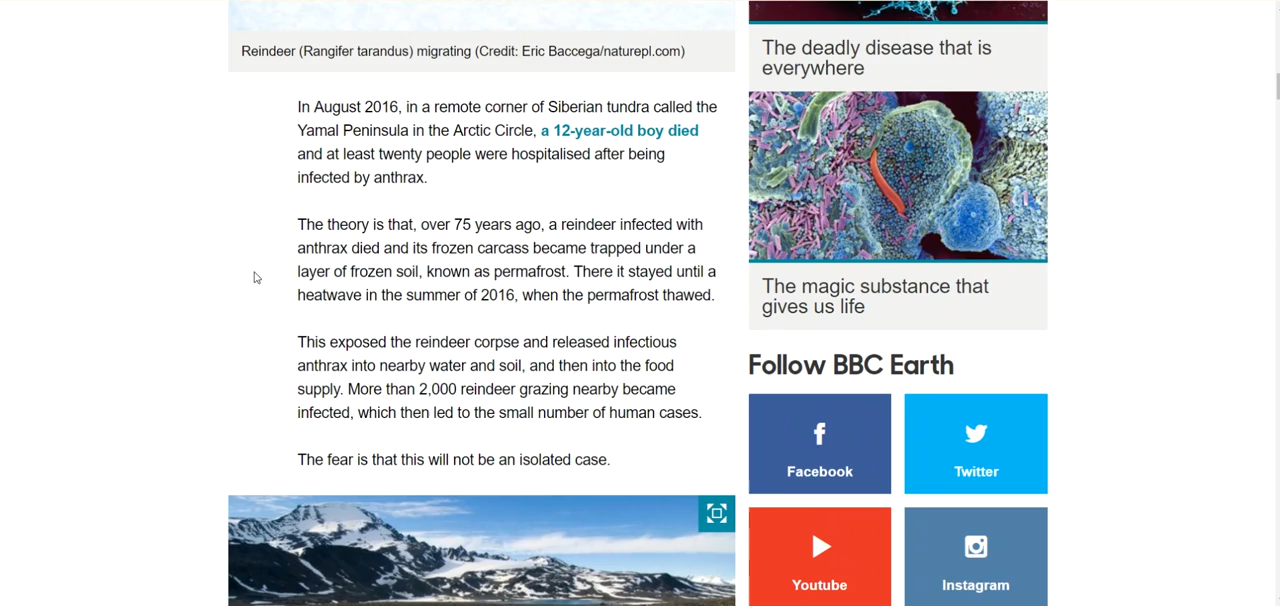 Reindeer (Rangifer tarandus) migrating (Credit: Eric Baccega/naturepl.com)
In August 2016, in a remote corner of Siberian tundra called the
Yamal Peninsula in the Arctic Circle, a 12-year-old boy died
and at least twenty people were hospitalised after being
infected by anthrax.
The theory is that, over 75 years ago, a reindeer infected with
anthrax died and its frozen carcass became trapped under a
layer of frozen soil, known as permafrost. There it stayed until a
heatwave in the summer of 2016, when the permafrost thawed.
This exposed the reindeer corpse and released infectious
anthrax into nearby water and soil, and then into the food
supply. More than 2,000 reindeer grazing nearby became
infected, which then led to the small number of human cases.
The fear is that this will not be an isolated case.
The deadly disease that is
everywhere
The magic substance that
gives us life
Follow BBC Earth
Facebook
Twitter
Youtube
Instagram